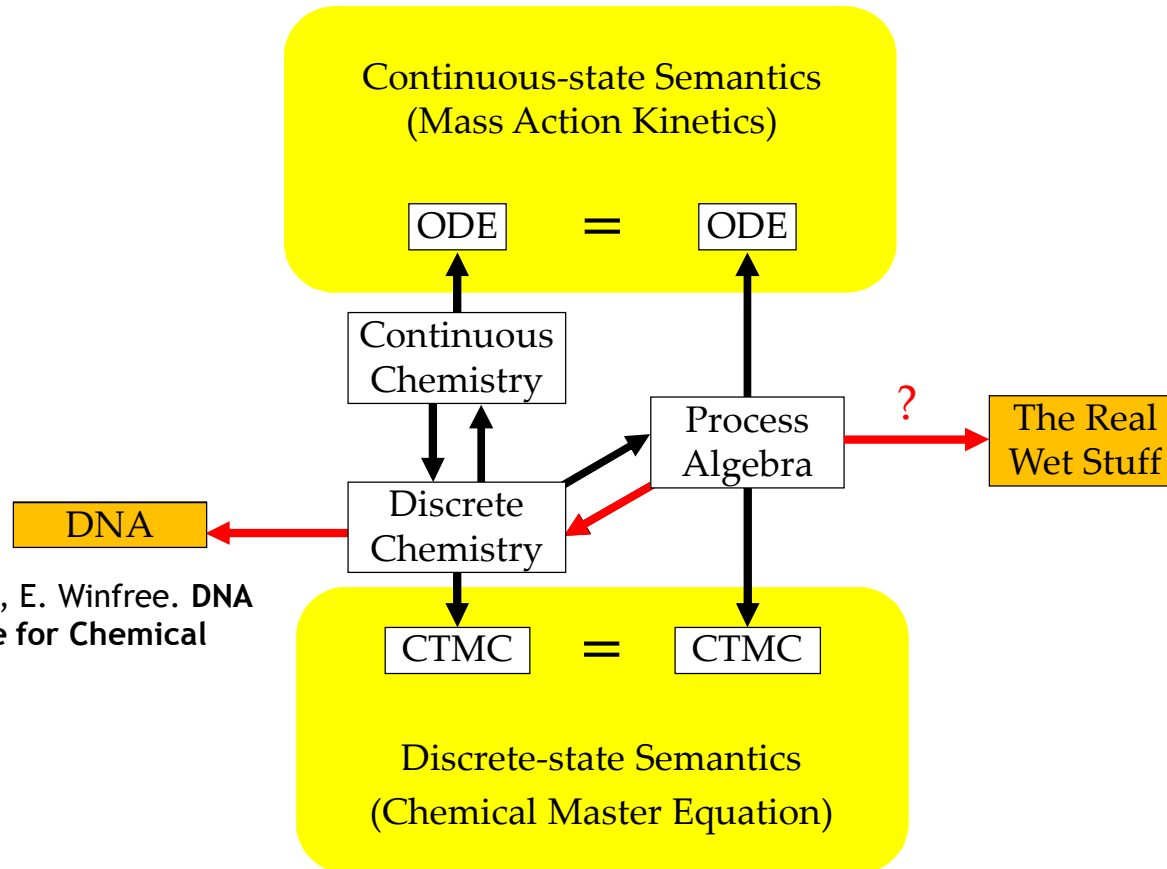 Continuous-state Semantics
(Mass Action Kinetics)
ODE = ODE
Continuous
Chemistry
Process
Algebra
?
The Real
Wet Stuff
Discrete
Chemistry
DNA
, E. Winfree. DNA
e for Chemical
CTMC = CTMC
Discrete-state Semantics
(Chemical Master Equation)